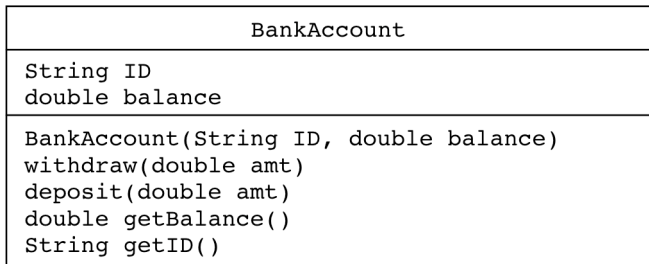 BankAccount
String ID
double balance
BankAccount(String ID, double balance)
withdraw(double amt)
deposit(double amt)
double getBalance()
String getID()